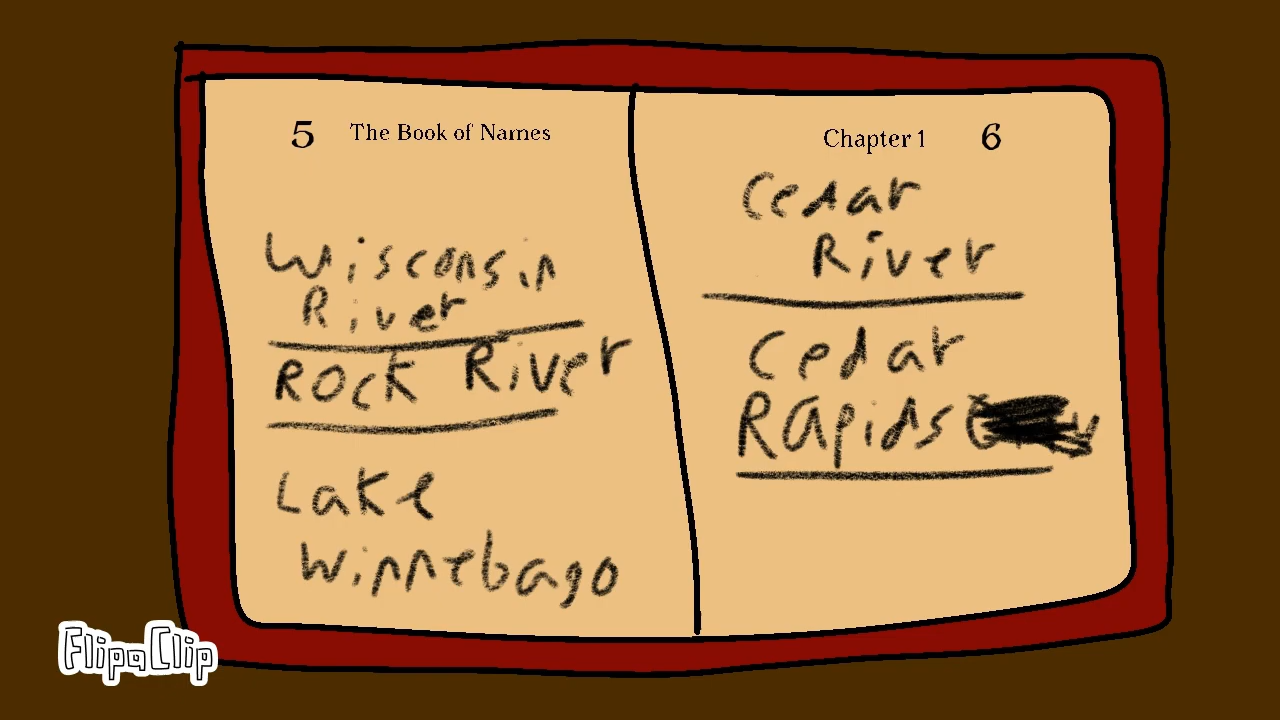 5 The Book of Names
Wisconsin
River
Rock River
Lake
Winnebago
Chapter 1 6
Cedar
River
Cedar
Rapids
FlipaClip